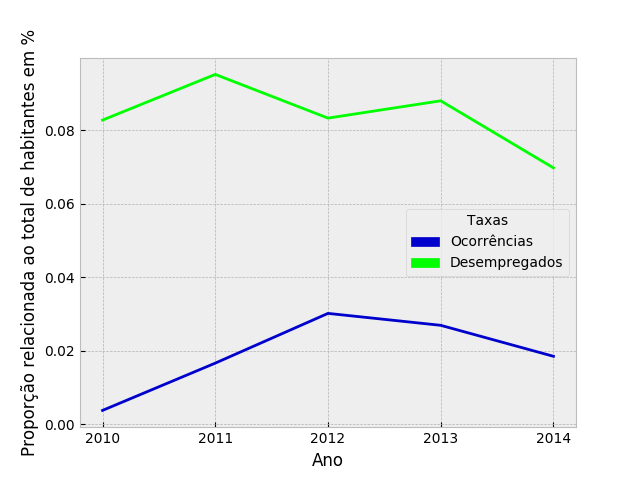 Proporção relacionada ao total de habitantes em %
0.08
0.06
0.04
0.02
0.00
Taxas
Ocorrências
Desempregados
2010 2011 2012 2013 2014
Ano